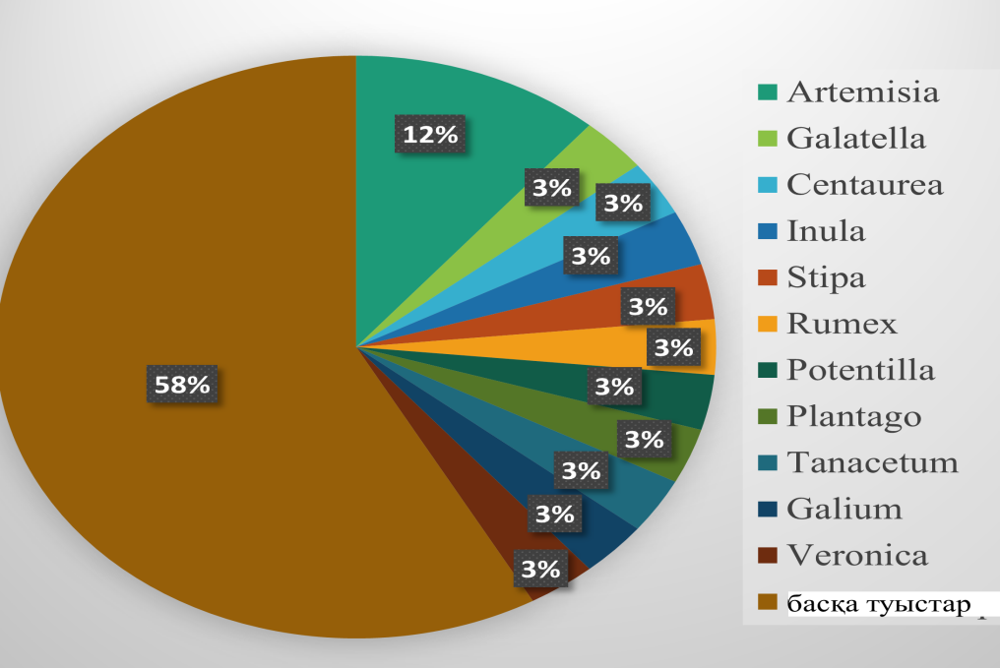 12%
3%
3%
3%
3%
3%
3%
3%
3%
3%
3%
58%
Artemisia
Galatella
Centaurea
Inula
Stipa
Rumex
Potentilla
Plantago
Tanacetum
Galium
Veronica
басқа туыстар